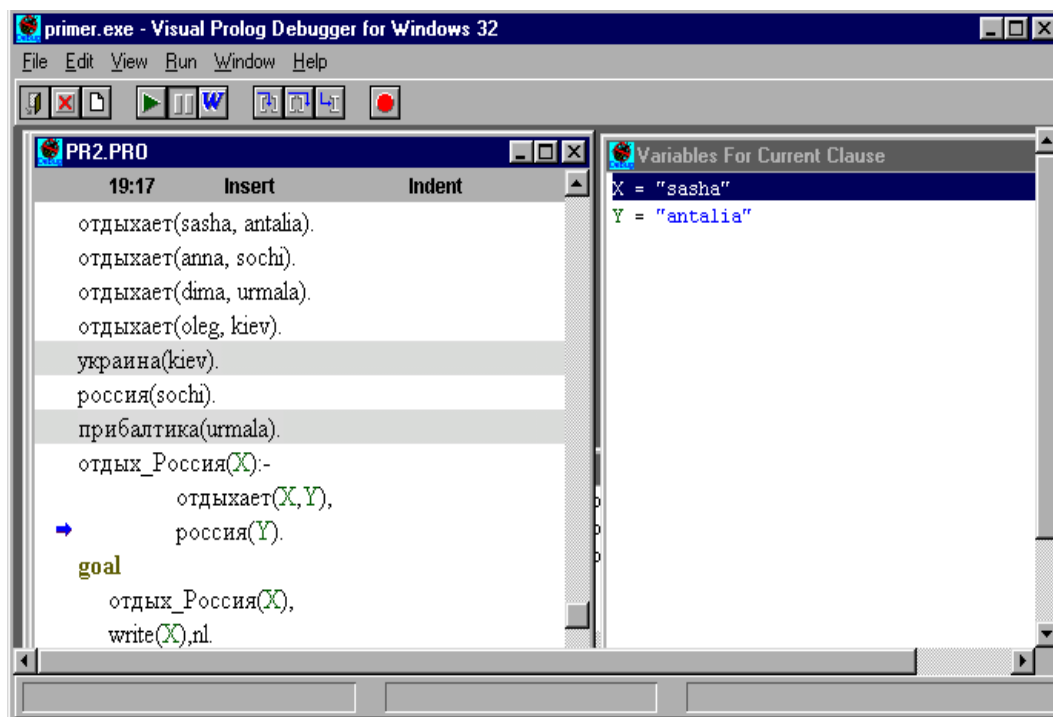 primer.exe - Visual Prolog Debugger for Windows 32
File Edit View Run Window Help
W
PR2.PRO
19:17 Insert Indent
отдыхает(sasha, antalia).
отдыхает(anna, sochi).
отдыхает(dima, urmala).
отдыхает(oleg, kiev).
украина(kiev).
россия(sochi).
прибалтика(urmala).
отдых_Россия(X):-
отдыхает(X,Y),
россия(Y).
goal
отдых_Россия(X),
write(X),nl.
Variables For Current Clause
X = "sasha"
Y = "antalia"